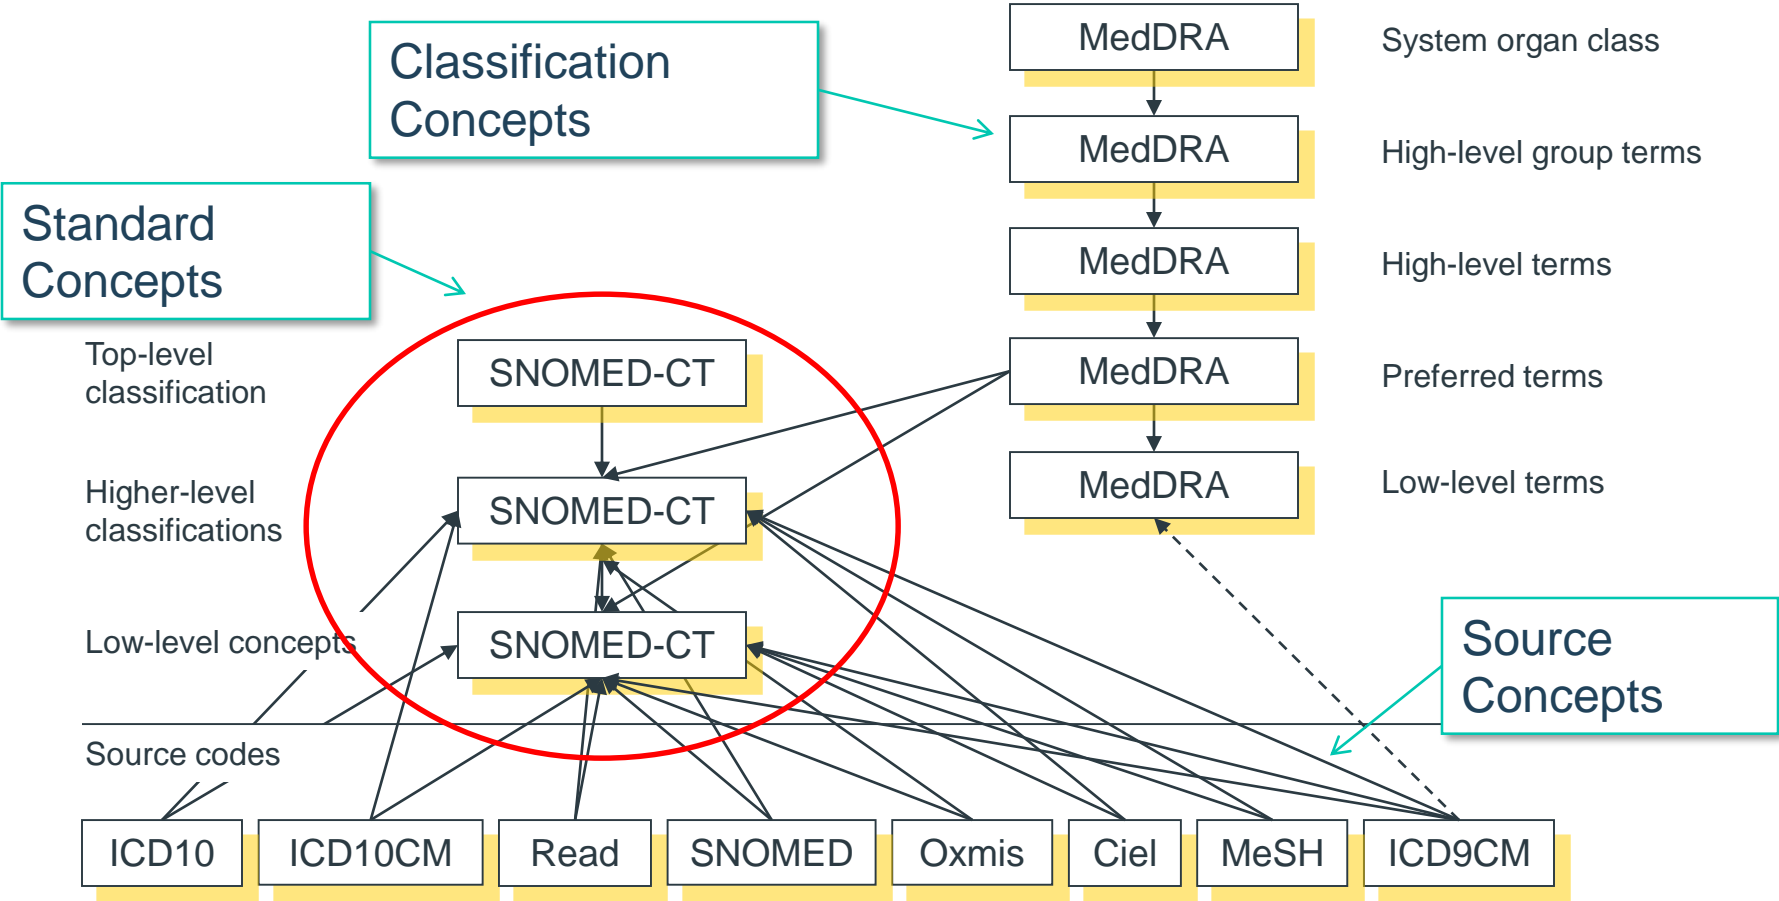 MedDRA
System organ class
Classification
Concepts
MedDRA
High-level group terms
Standard
Concepts
MedDRA
High-level terms
Top-level
classification
SNOMED-CT
MedDRA
Preferred terms
Higher-level
classifications
SNOMED-CT
MedDRA
Low-level terms
Low-level concepts
SNOMED-CT
Source
Concepts
Source codes
ICD10
ICD10CM
Read
SNOMED
Oxmis
Ciel
MeSH
ICD9CM